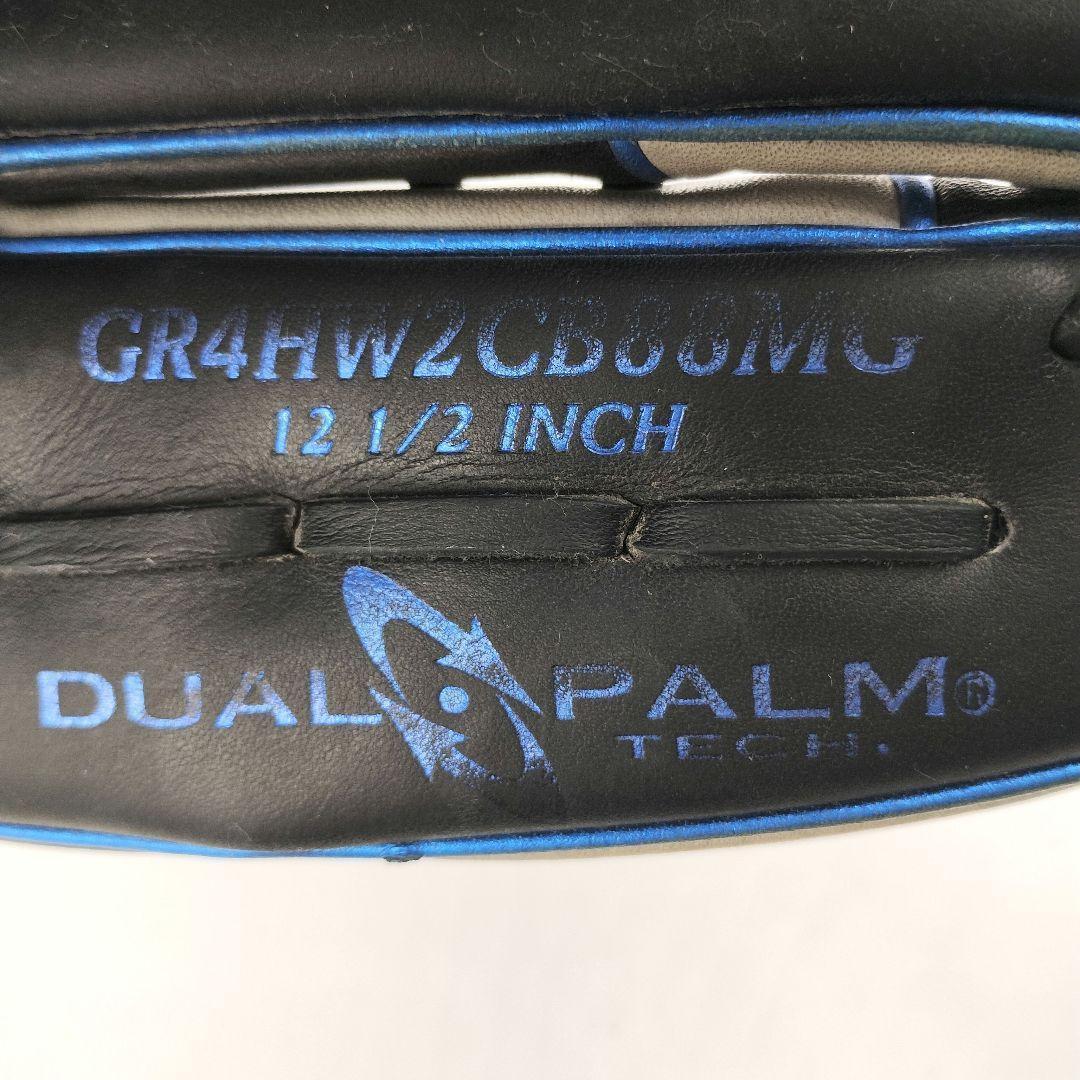 GR4HW2CB88MG
12 1/2 INCH
DUAL PALM®
TECH.